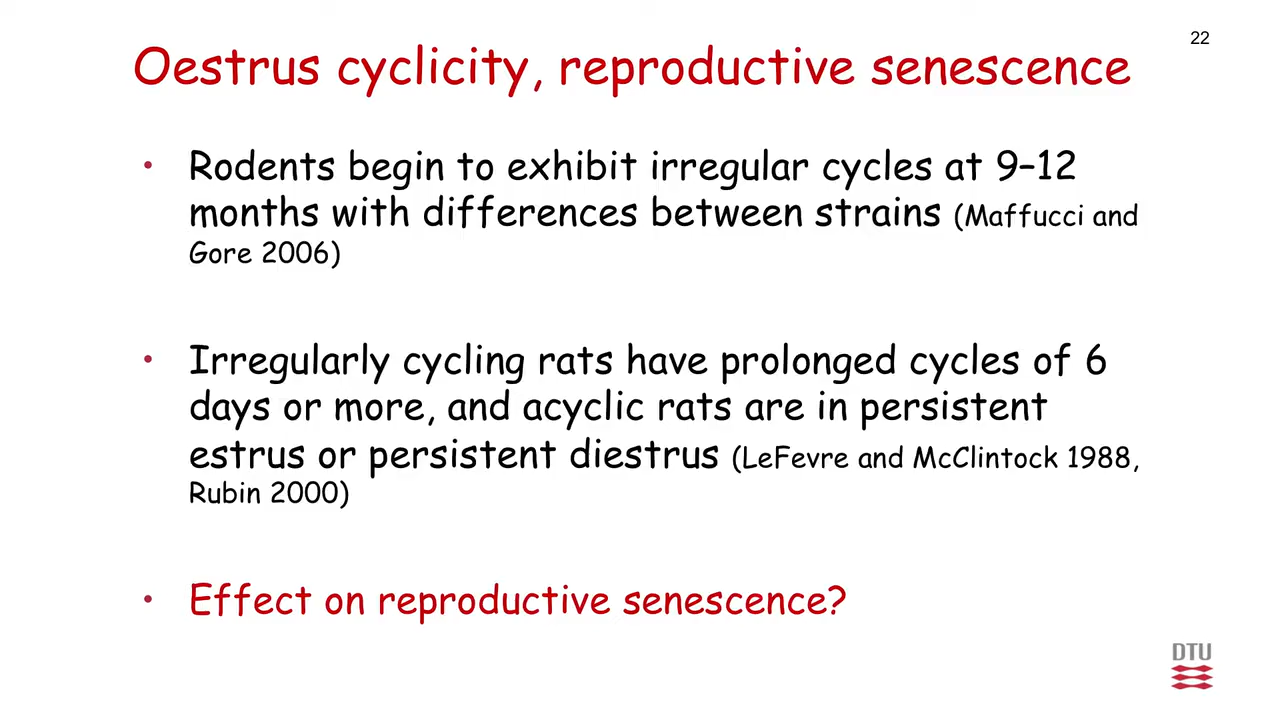 22
Oestrus cyclicity, reproductive senescence
• Rodents begin to exhibit irregular cycles at 9–12
months with differences between strains (Maffucci and
Gore 2006)
• Irregularly cycling rats have prolonged cycles of 6
days or more, and acyclic rats are in persistent
estrus or persistent diestrus (LeFevre and McClintock 1988,
Rubin 2000)
• Effect on reproductive senescence?
DTU